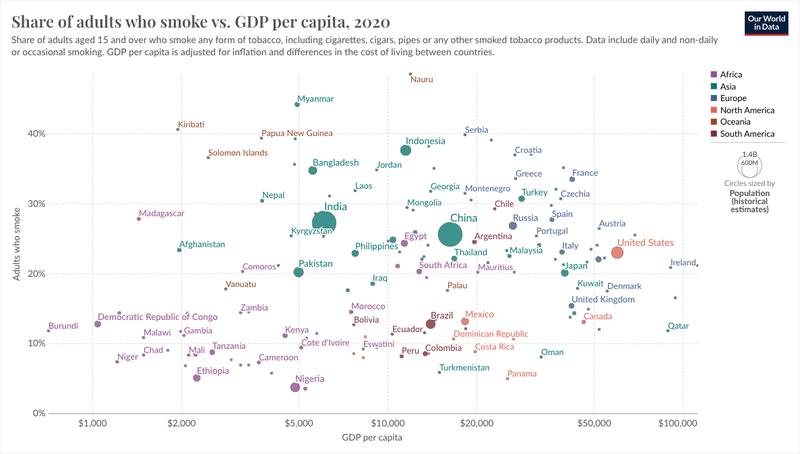 Share of adults who smoke vs. GDP per capita, 2020
Our World
in Data
Share of adults aged 15 and over who smoke any form of tobacco, including cigarettes, cigars, pipes or any other smoked tobacco products. Data include daily and non-daily
or occasional smoking. GDP per capita is adjusted for inflation and differences in the cost of living between countries.
Africa
Asia
Europe
North America
Oceania
South America
1:4B
600M
Circles sized by
Population
(historical
estimates)
Adults who smoke
40%
30%
20%
10%
0%
Nauru
Myanmar
Kiribati
Papua New Guinea
Serbia
Indonesia
Solomon Islands
Croatia
Bangladesh
Jordan
Greece
France
Laos
Georgia
Montenegro
Nepal
Turkey
Czechia
Mongolia
Chile
Madagascar
India
China
Russia
Spain
Kyrgyzstan
Portugal
Austria
Afghanistan
Philippines
Egypt
Argentina
Italy
United States
Thailand
Malaysia
Comoros
Pakistan
South Africa
Mauritius
Japan
Ireland
Vanuatu
Iraq
Palau
Kuwait
Denmark
Zambia
Morocco
United Kingdom
Burundi
Democratic Republic of Congo
Bolivia
Brazil
Mexico
Canada
Qatar
Malawi
Gambia
Kenya
Ecuador
Dominican Republic
Chad
Mali
Tanzania
Cote d'Ivoire
Eswatini
Peru
Colombia
Costa Rica
Oman
Niger
Cameroon
Ethiopia
Nigeria
Turkmenistan
Panama
$1,000
$2,000
$5,000
$10,000
$20,000
$50,000
$100,000
GDP per capita